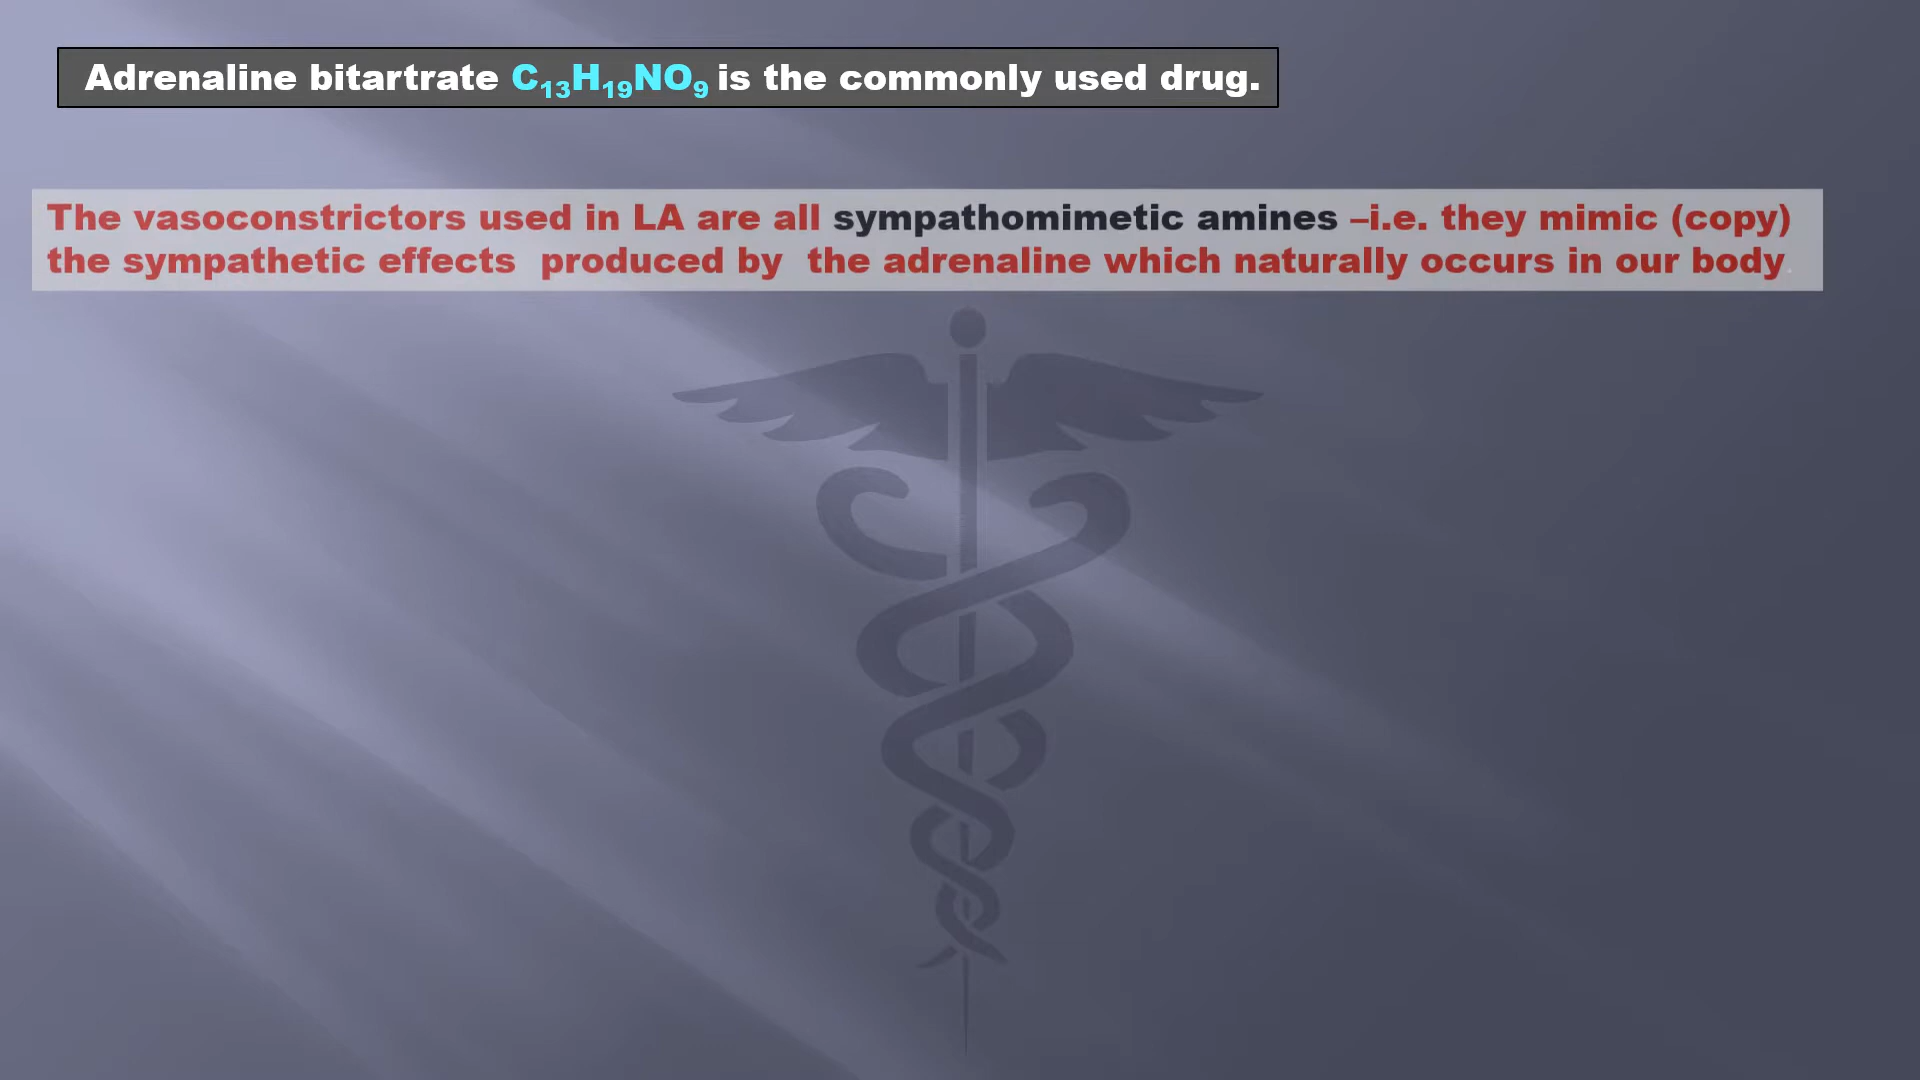 Adrenaline bitartrate C₁₃H₁₉NO₉ is the commonly used drug.
The vasoconstrictors used in LA are all sympathomimetic amines –i.e. they mimic (copy)
the sympathetic effects produced by the adrenaline which naturally occurs in our body.